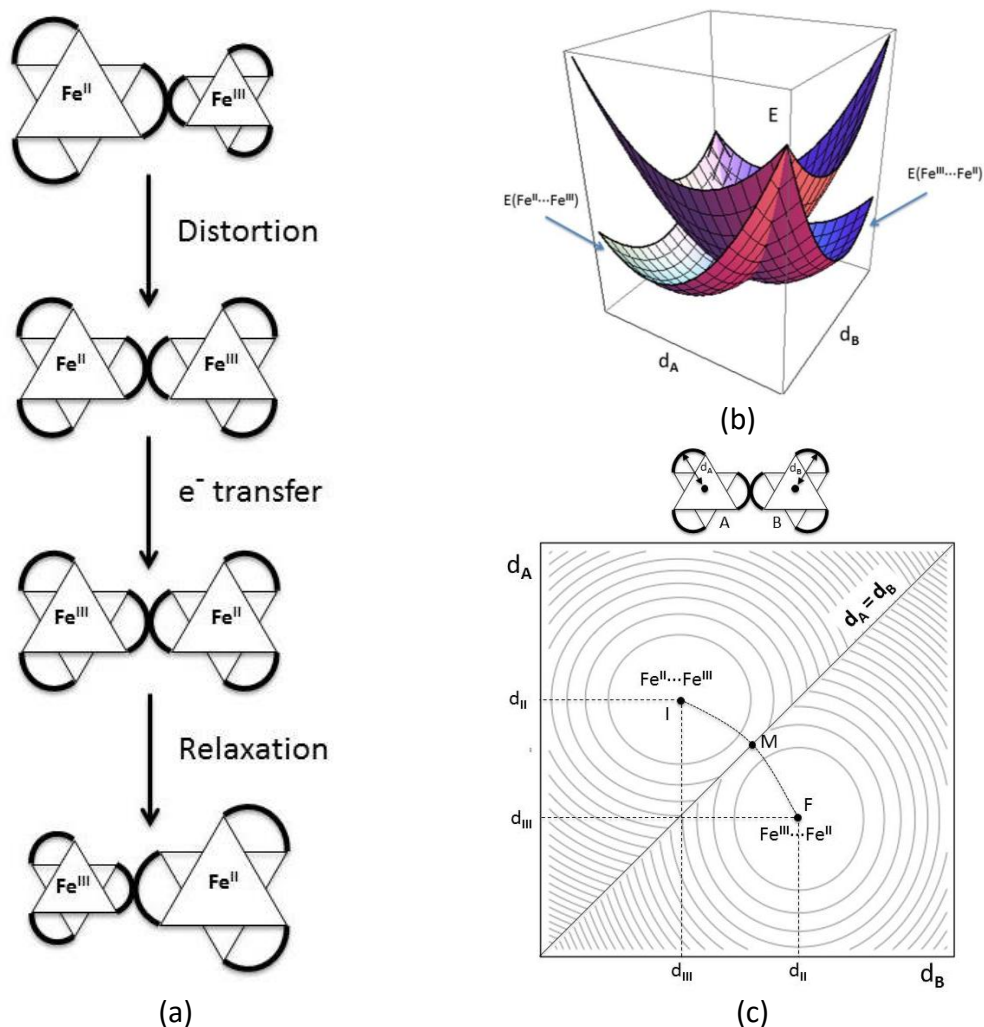 Fe^II Fe^III
Distortion
Fe^II Fe^III
e⁻ transfer
Fe^III Fe^II
Relaxation
Fe^III Fe^II
(a)
E
E(Fe^II...Fe^III)
E(Fe^III...Fe^II)
d_A
d_B
(b)
d_A d_B
A B
d_A
d_A = d_B
Fe^II...Fe^III
d_II
I
M
F
d_III
Fe^III...Fe^II
d_III d_II d_B
(c)